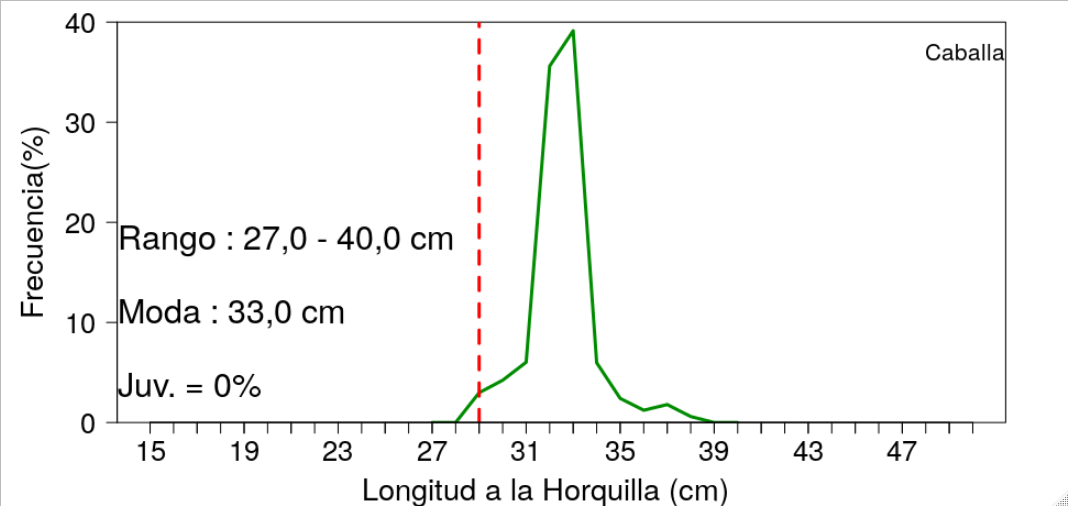 40
Caballa
30
Frecuencia(%)
20
Rango : 27,0 - 40,0 cm
Moda : 33,0 cm
10
Juv. = 0%
0
15 19 23 27 31 35 39 43 47
Longitud a la Horquilla (cm)